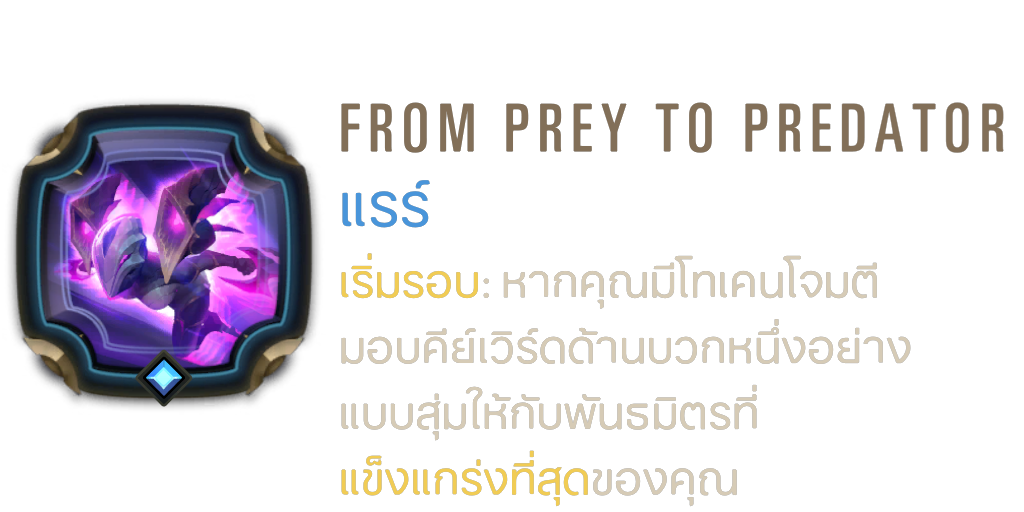 FROM PREY TO PREDATOR
แรร์
เริ่มรอบ: หากคุณมีโทเคนโจมตี
มอบคีย์เวิร์ดด้านบวกหนึ่งอย่าง
แบบสุ่มให้กับพันธมิตรที่
แข็งแกร่งที่สุดของคุณ